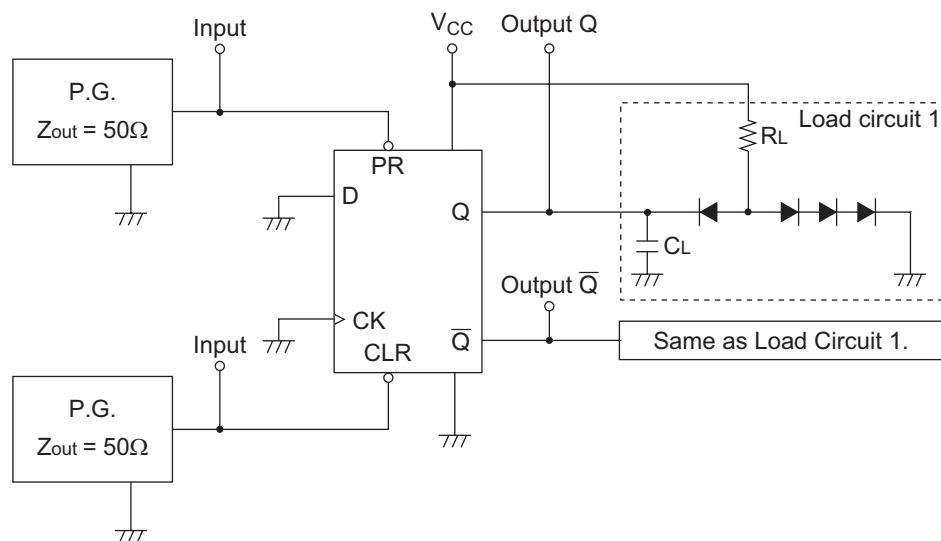 Input
V_CC
Output Q
P.G.
Zout = 50Ω
Load circuit 1
RL
PR
D
Q
CL
Output Q̅
CK
Q̅
Same as Load Circuit 1.
Input
CLR
P.G.
Zout = 50Ω